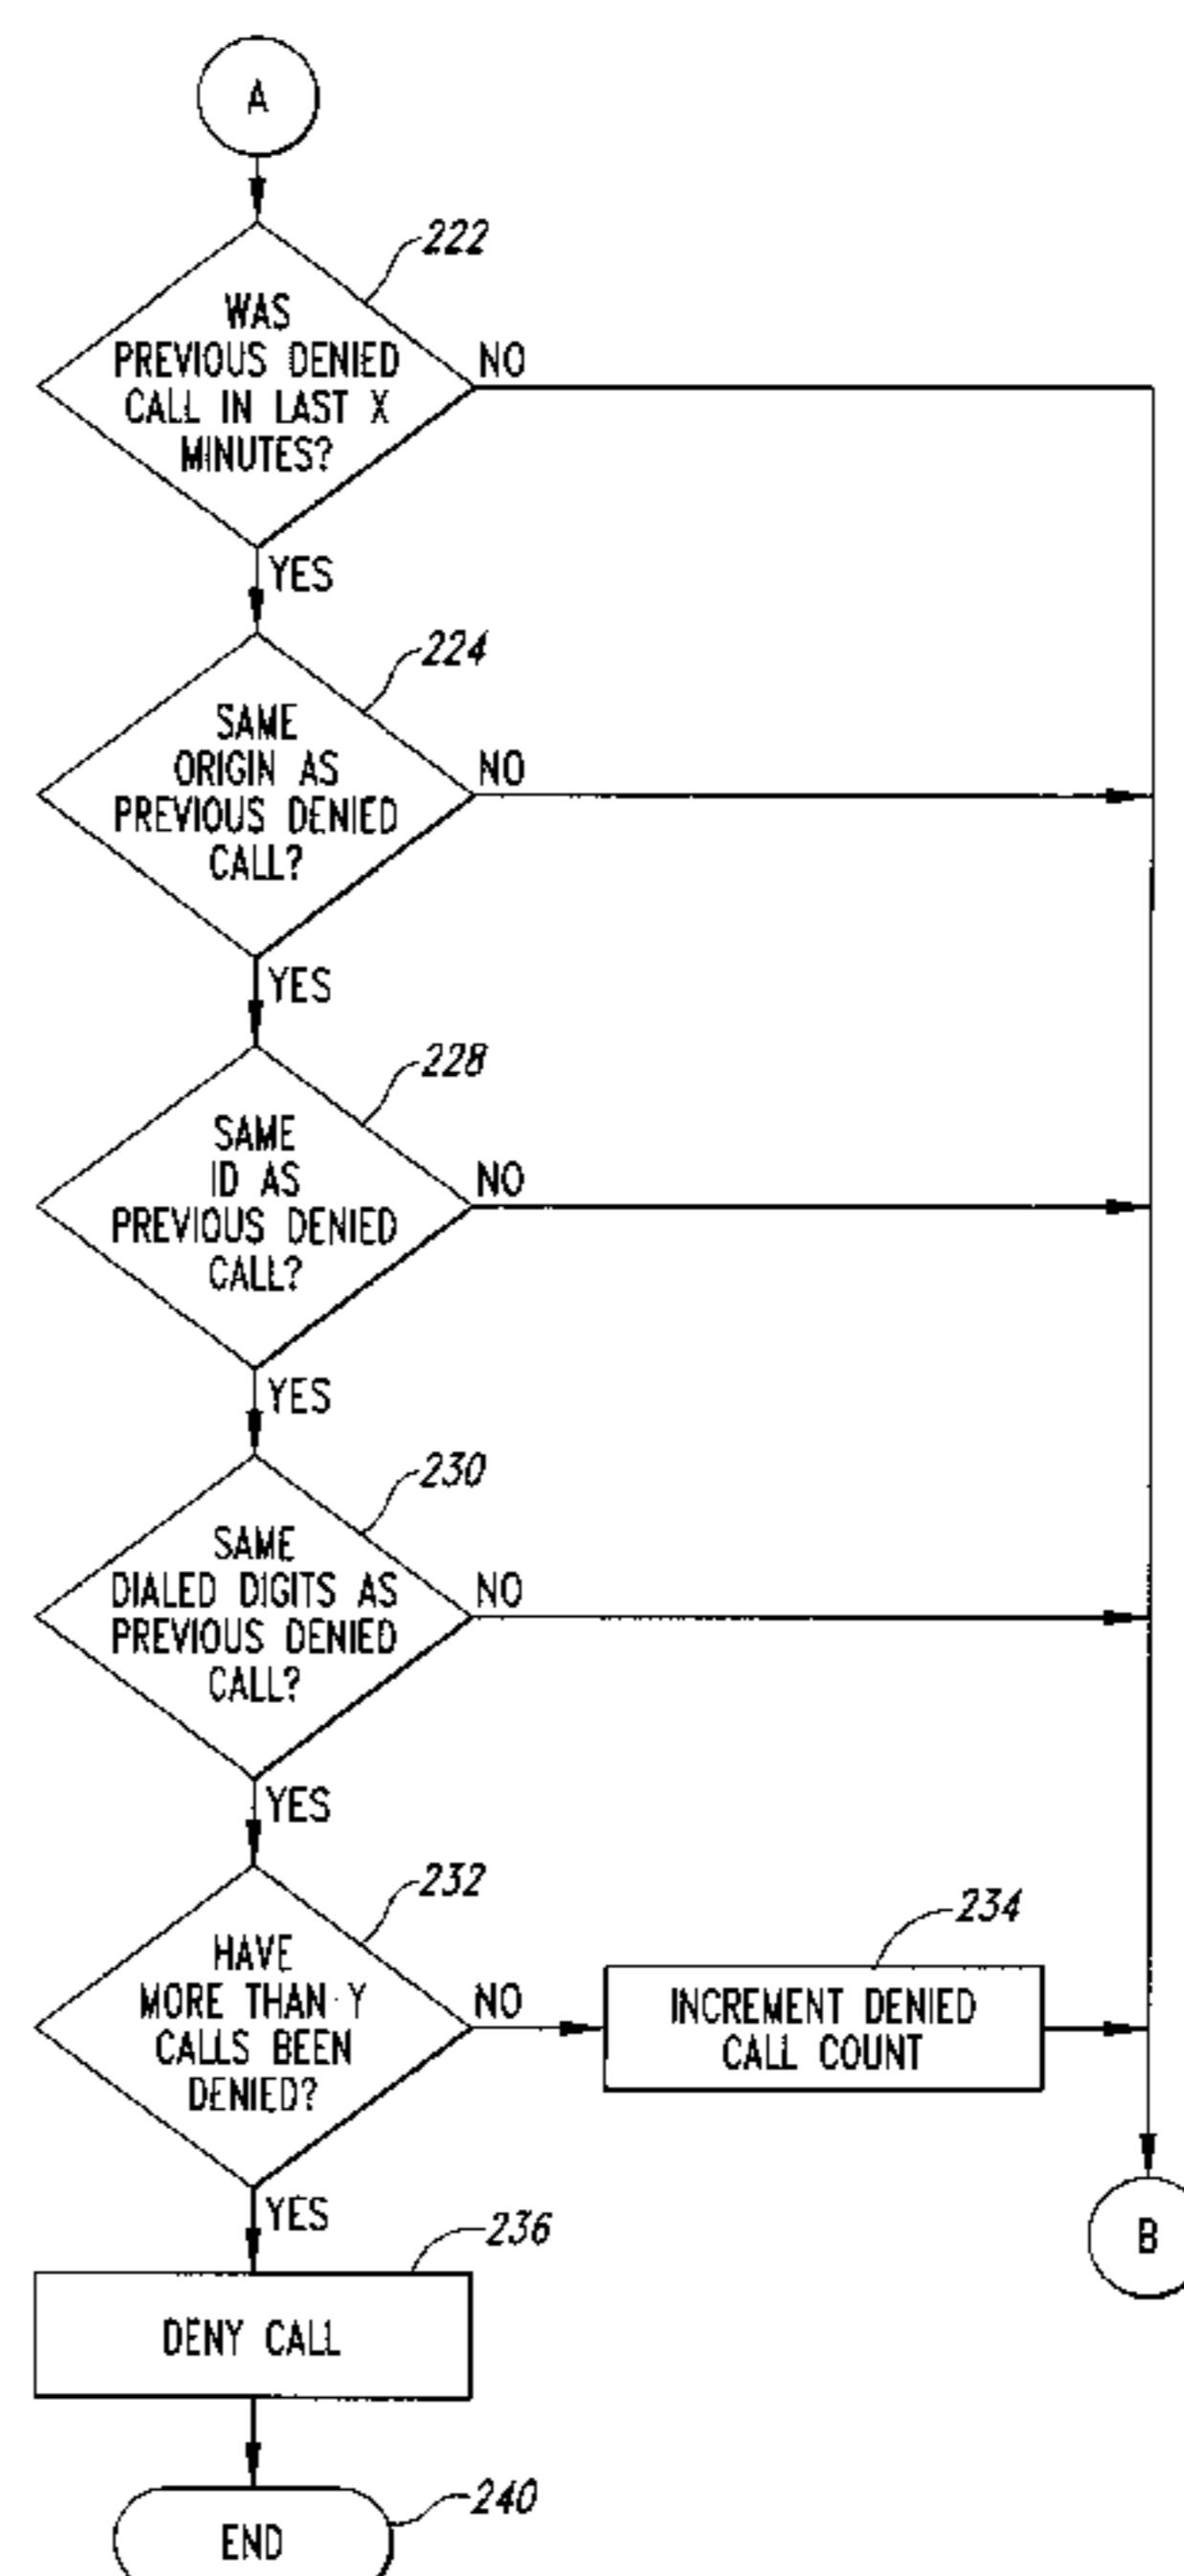 A
222
WAS
PREVIOUS DENIED
CALL IN LAST X
MINUTES?
NO
YES
224
SAME
ORIGIN AS
PREVIOUS DENIED
CALL?
NO
YES
228
SAME
ID AS
PREVIOUS DENIED
CALL?
NO
YES
230
SAME
DIALED DIGITS AS
PREVIOUS DENIED
CALL?
NO
YES
232
HAVE
MORE THAN Y
CALLS BEEN
DENIED?
NO
234
INCREMENT DENIED
CALL COUNT
YES
B
236
DENY CALL
240
END